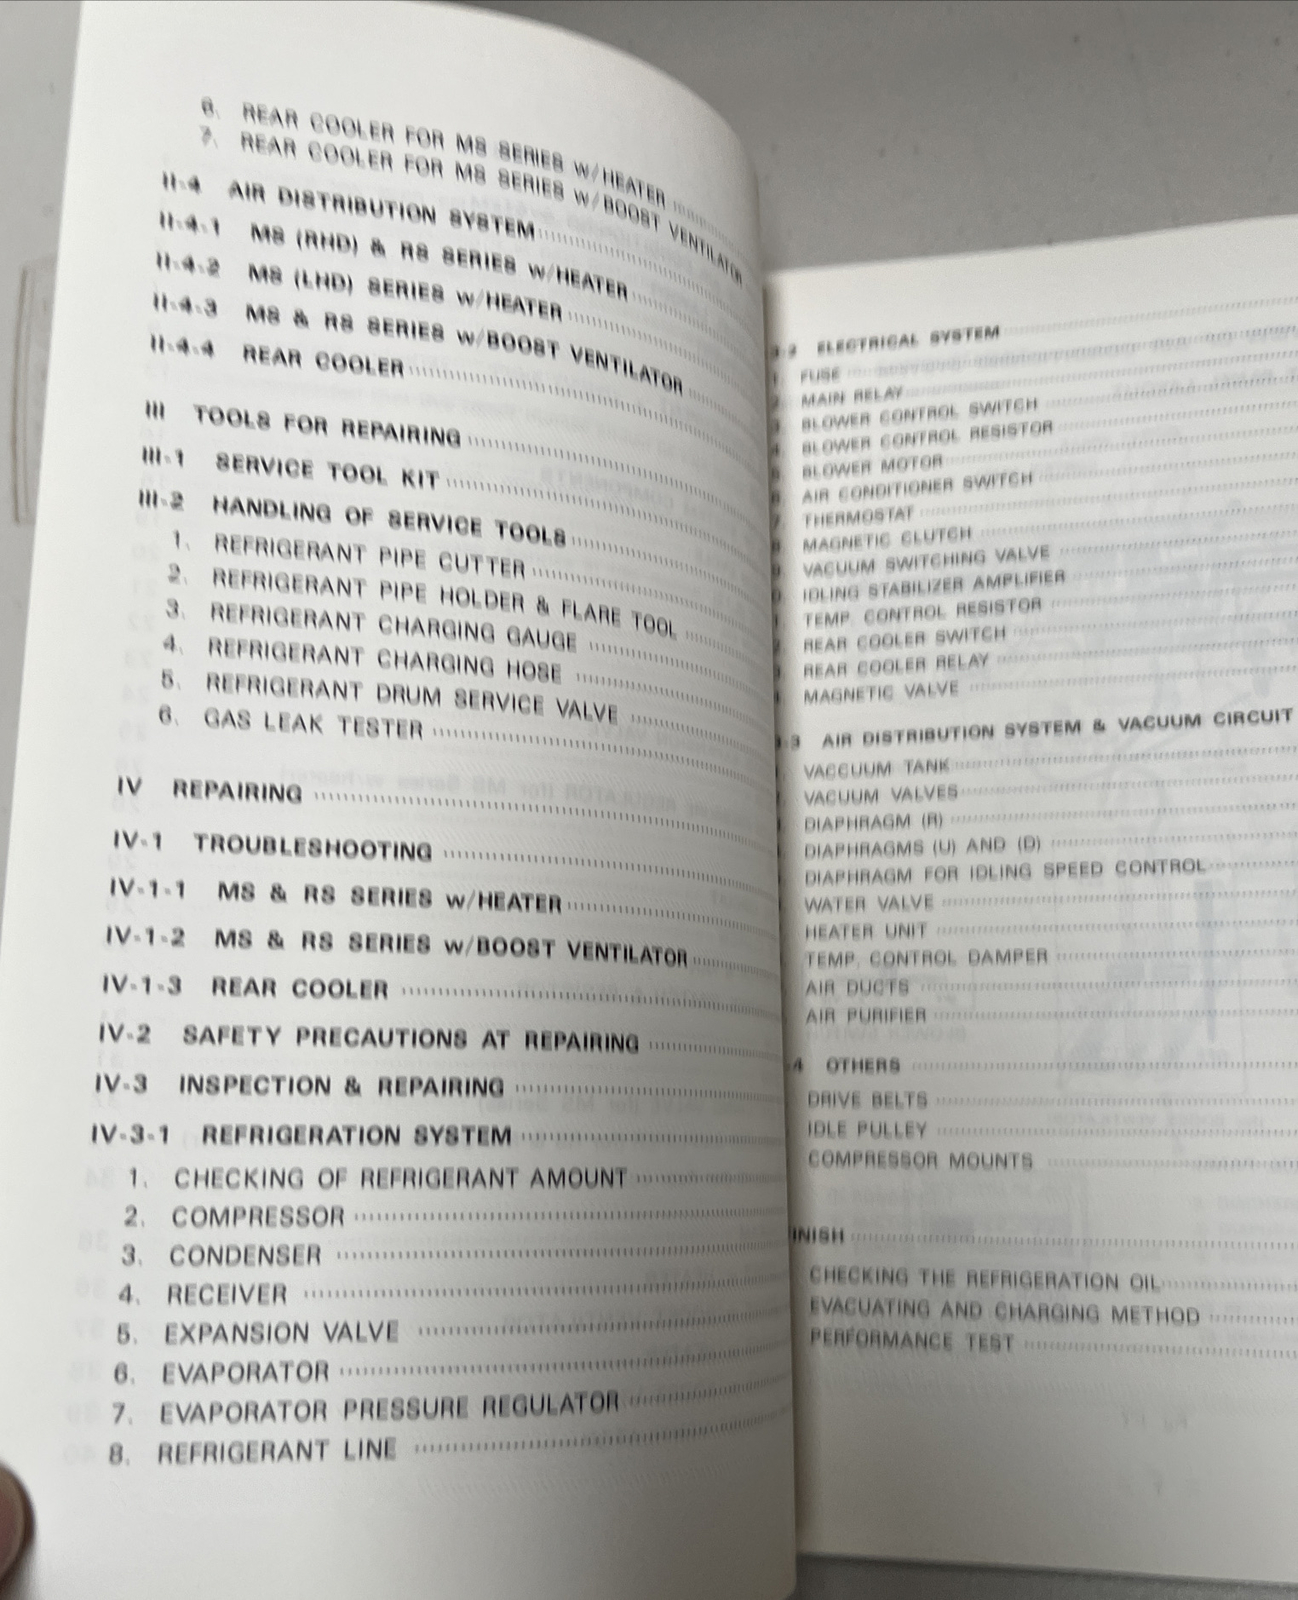 6. REAR COOLER FOR MS SERIES w/HEATER
7. REAR COOLER FOR MS SERIES w/BOOST VENTILATOR
II-4 AIR DISTRIBUTION SYSTEM
II-4-1 MS (RHD) & RS SERIES w/HEATER
II-4-2 MS (LHD) SERIES w/HEATER
II-4-3 MS & RS SERIES w/BOOST VENTILATOR
II-4-4 REAR COOLER
III TOOLS FOR REPAIRING
III-1 SERVICE TOOL KIT
III-2 HANDLING OF SERVICE TOOLS
1. REFRIGERANT PIPE CUTTER
2. REFRIGERANT PIPE HOLDER & FLARE TOOL
3. REFRIGERANT CHARGING GAUGE
4. REFRIGERANT CHARGING HOSE
5. REFRIGERANT DRUM SERVICE VALVE
6. GAS LEAK TESTER
IV REPAIRING
IV-1 TROUBLESHOOTING
IV-1-1 MS & RS SERIES w/HEATER
IV-1-2 MS & RS SERIES w/BOOST VENTILATOR
IV-1-3 REAR COOLER
IV-2 SAFETY PRECAUTIONS AT REPAIRING
IV-3 INSPECTION & REPAIRING
IV-3-1 REFRIGERATION SYSTEM
1. CHECKING OF REFRIGERANT AMOUNT
2. COMPRESSOR
3. CONDENSER
4. RECEIVER
5. EXPANSION VALVE
6. EVAPORATOR
7. EVAPORATOR PRESSURE REGULATOR
8. REFRIGERANT LINE
3-2 ELECTRICAL SYSTEM
FUSE
MAIN RELAY
BLOWER CONTROL SWITCH
BLOWER CONTROL RESISTOR
BLOWER MOTOR
AIR CONDITIONER SWITCH
THERMOSTAT
MAGNETIC CLUTCH
VACUUM SWITCHING VALVE
IDLING STABILIZER AMPLIFIER
TEMP. CONTROL RESISTOR
REAR COOLER SWITCH
REAR COOLER RELAY
MAGNETIC VALVE
-3 AIR DISTRIBUTION SYSTEM & VACUUM CIRCUIT
VACCUUM TANK
VACUUM VALVES
DIAPHRAGM (R)
DIAPHRAGMS (U) AND (D)
DIAPHRAGM FOR IDLING SPEED CONTROL
WATER VALVE
HEATER UNIT
TEMP. CONTROL DAMPER
AIR DUCTS
AIR PURIFIER
-4 OTHERS
DRIVE BELTS
IDLE PULLEY
COMPRESSOR MOUNTS
INISH
CHECKING THE REFRIGERATION OIL
EVACUATING AND CHARGING METHOD
PERFORMANCE TEST